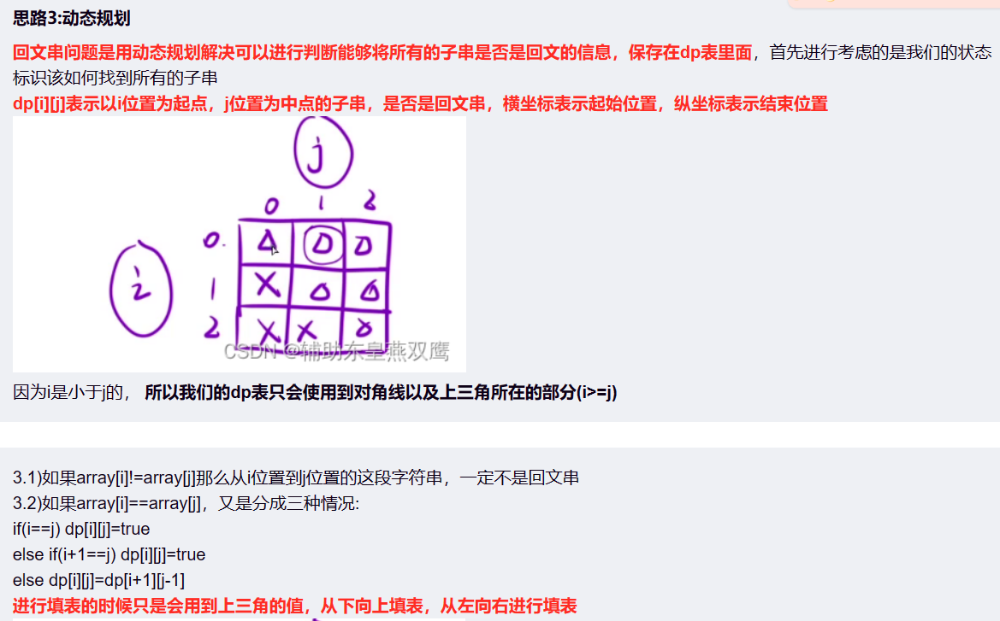 思路3:动态规划
回文串问题是用动态规划解决可以进行判断能够将所有的子串是否是回文的信息，保存在dp表里面，首先进行考虑的是我们的状态
标识该如何找到所有的子串
dp[i][j]表示以i位置为起点，j位置为中点的子串，是否是回文串，横坐标表示起始位置，纵坐标表示结束位置
j
0 1 2
0. Δ 0 0
i 1 X 0 0
2 X X 0
CSDN @辅助东皇燕双鹰
因为i是小于j的， 所以我们的dp表只会使用到对角线以及上三角所在的部分(i>=j)
3.1)如果array[i]!=array[j]那么从i位置到j位置的这段字符串，一定不是回文串
3.2)如果array[i]==array[j]，又是分成三种情况:
if(i==j) dp[i][j]=true
else if(i+1==j) dp[i][j]=true
else dp[i][j]=dp[i+1][j-1]
进行填表的时候只是会用到上三角的值，从下向上填表，从左向右进行填表